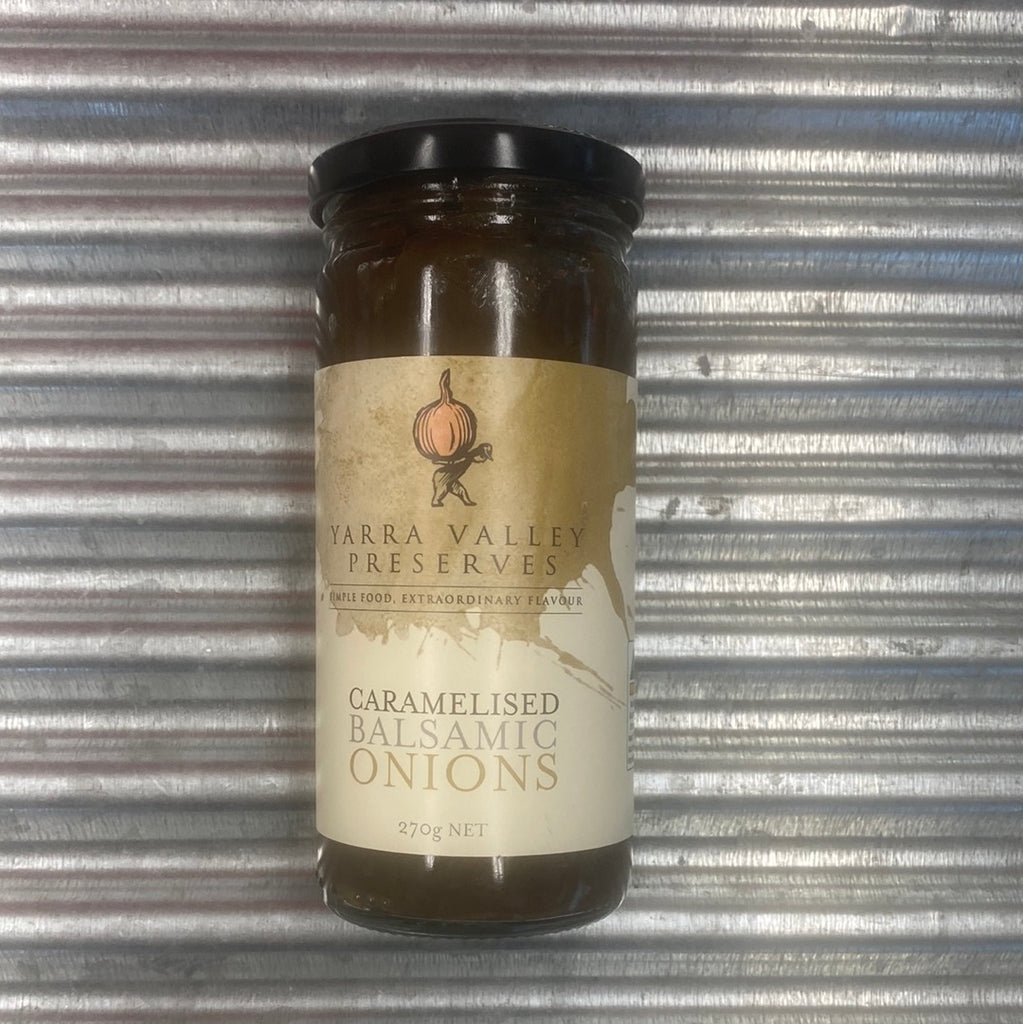 YARRA VALLEY
PRESERVES
SIMPLE FOOD, EXTRAORDINARY FLAVOUR
CARAMELISED
BALSAMIC
ONIONS
270g NET